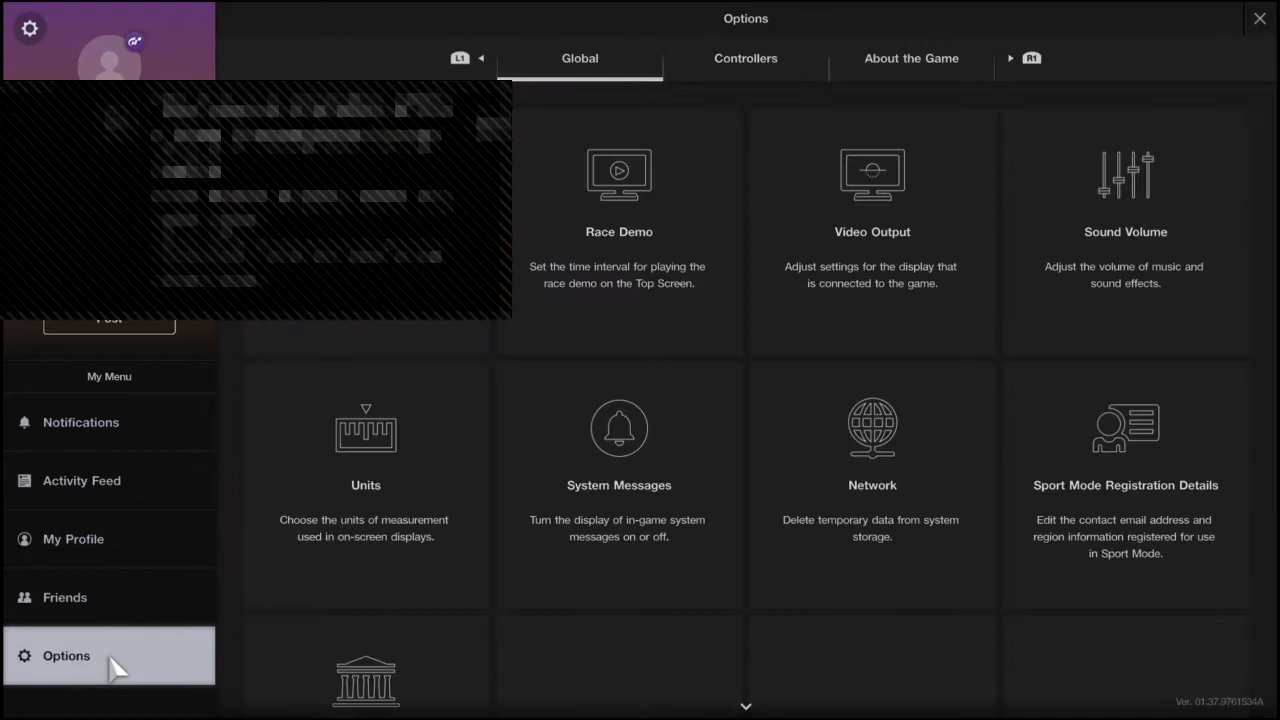 Options
L1
Global
Controllers
About the Game
R1
Race Demo
Set the time interval for playing the
race demo on the Top Screen.
Video Output
Adjust settings for the display that
is connected to the game.
Sound Volume
Adjust the volume of music and
sound effects.
My Menu
Notifications
Activity Feed
My Profile
Friends
Options
Units
Choose the units of measurement
used in on-screen displays.
System Messages
Turn the display of in-game system
messages on or off.
Network
Delete temporary data from system
storage.
Sport Mode Registration Details
Edit the contact email address and
region information registered for use
in Sport Mode.
Ver. 01.37.9761534A